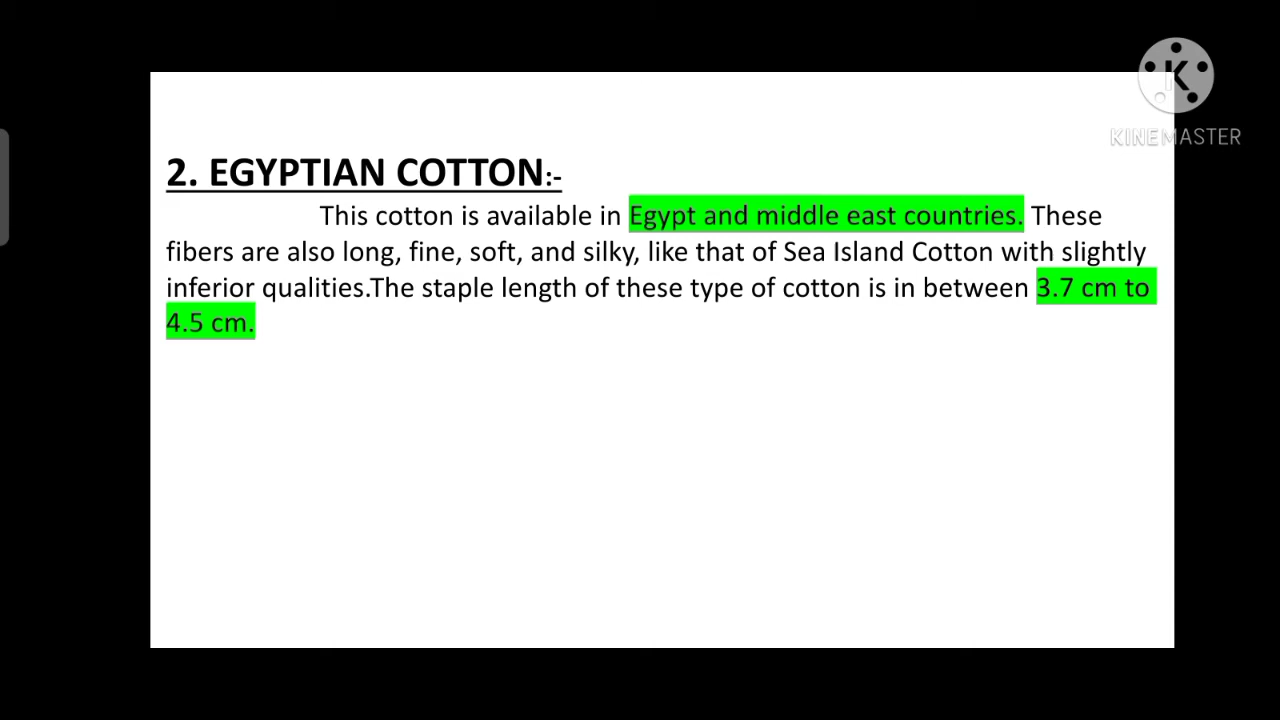 K
KINEMASTER
2. EGYPTIAN COTTON:-
This cotton is available in Egypt and middle east countries. These
fibers are also long, fine, soft, and silky, like that of Sea Island Cotton with slightly
inferior qualities.The staple length of these type of cotton is in between 3.7 cm to
4.5 cm.